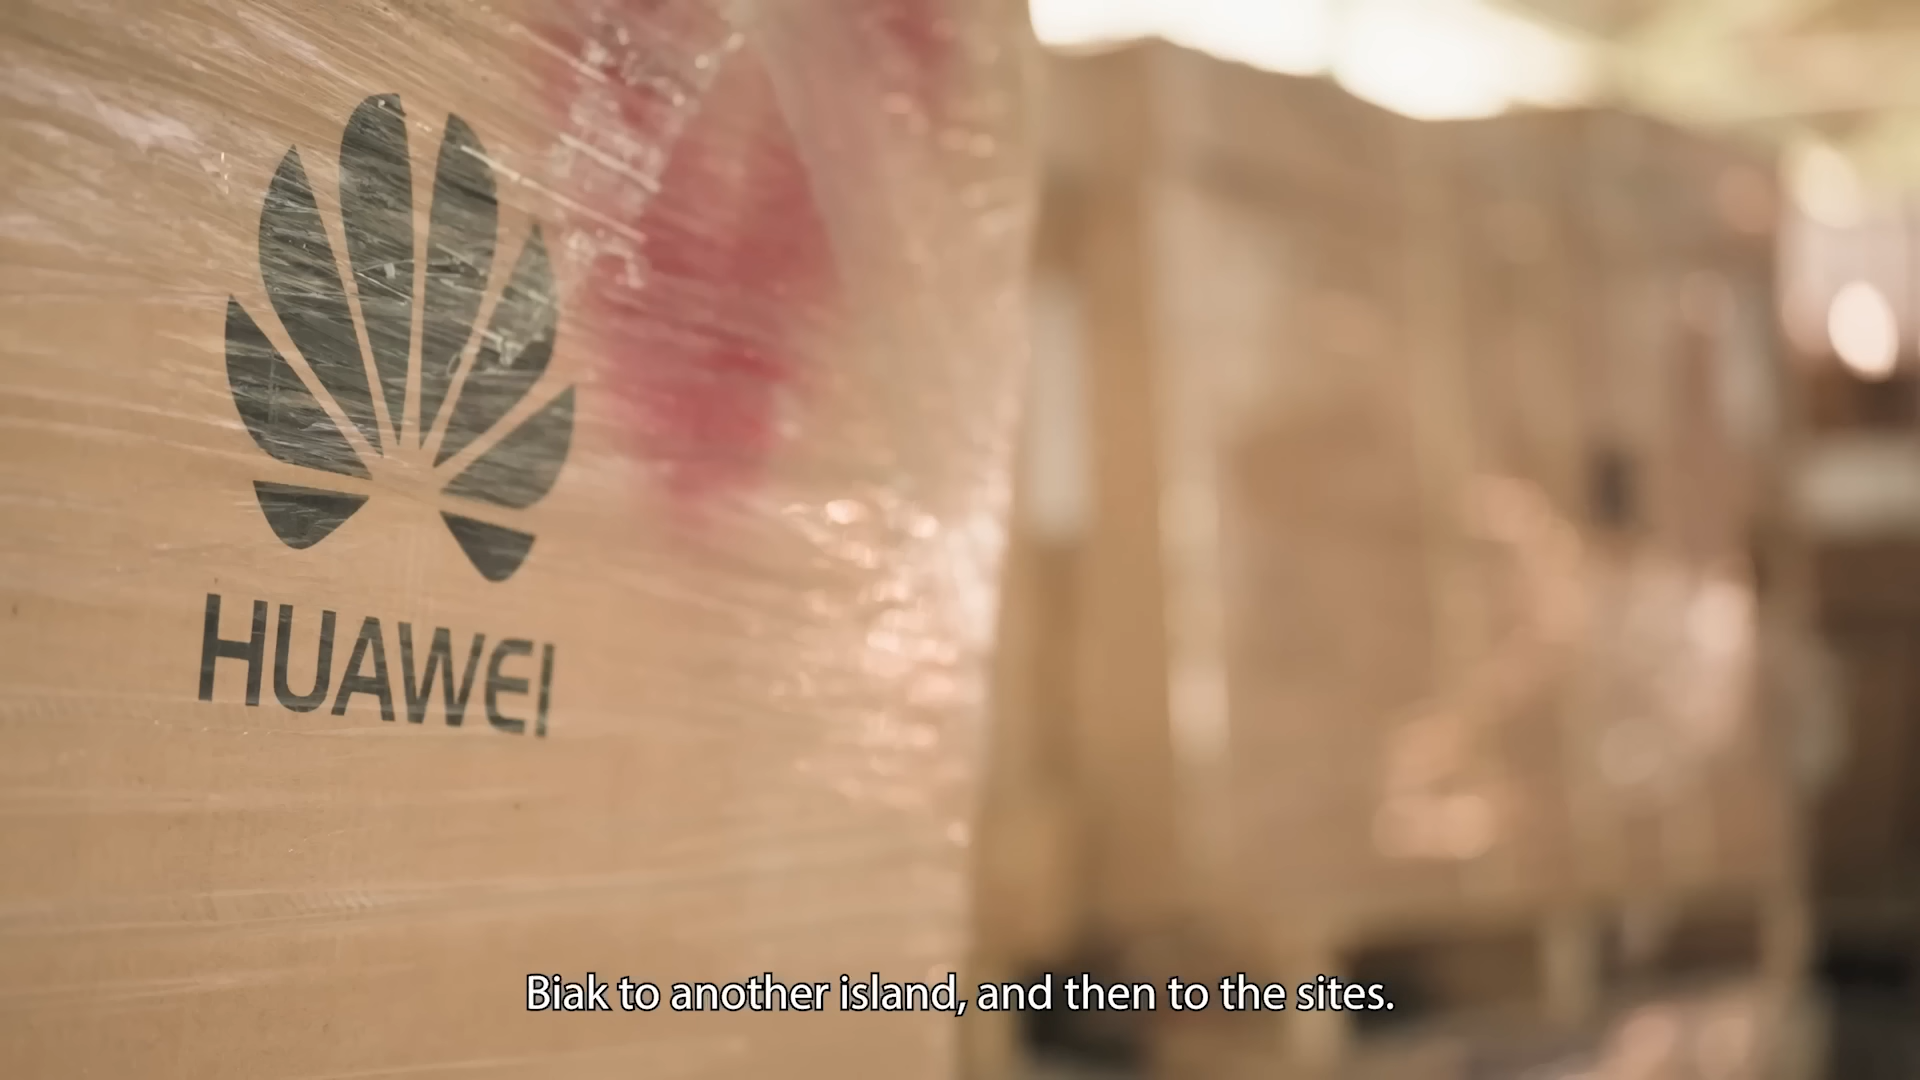 HUAWEI
Biak to another island, and then to the sites.